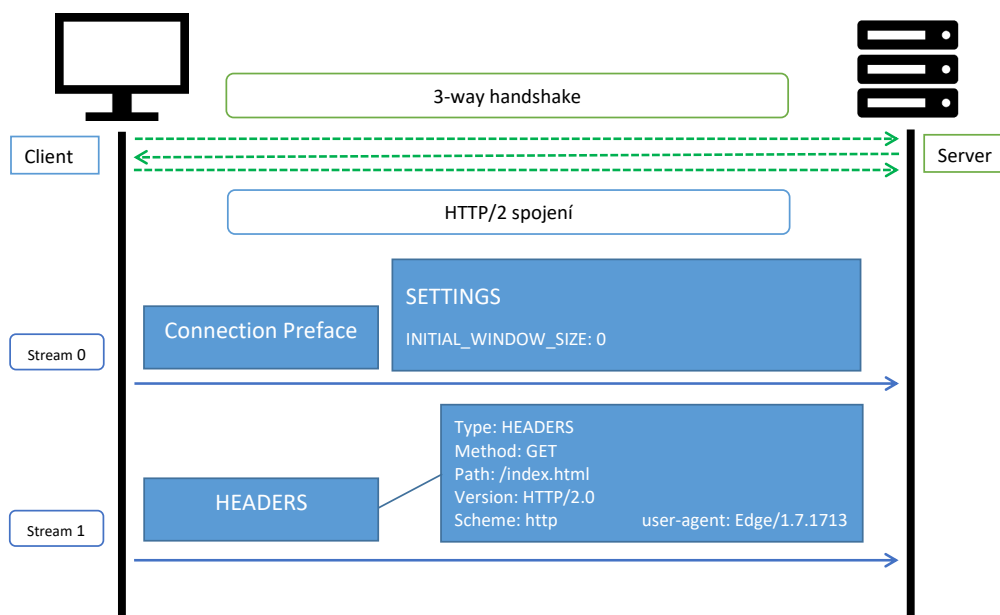 3-way handshake
Client
Server
HTTP/2 spojení
SETTINGS
INITIAL_WINDOW_SIZE: 0
Connection Preface
Stream 0
Type: HEADERS
Method: GET
Path: /index.html
Version: HTTP/2.0
Scheme: http user-agent: Edge/1.7.1713
HEADERS
Stream 1